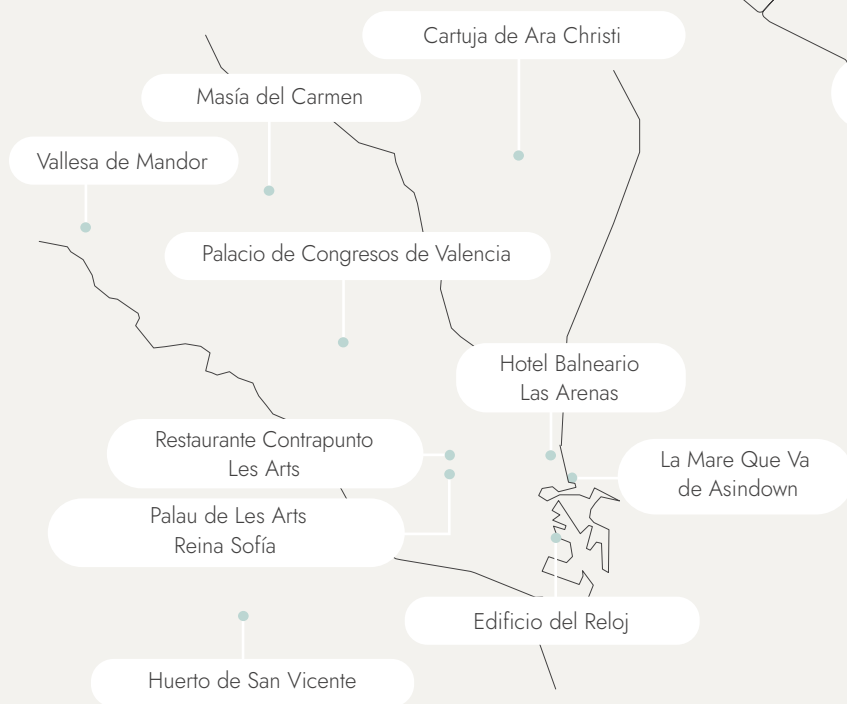 Cartuja de Ara Christi
Masía del Carmen
Vallesa de Mandor
Palacio de Congresos de Valencia
Hotel Balneario
Las Arenas
Restaurante Contrapunto
Les Arts
La Mare Que Va
de Asindown
Palau de Les Arts
Reina Sofía
Edificio del Reloj
Huerto de San Vicente